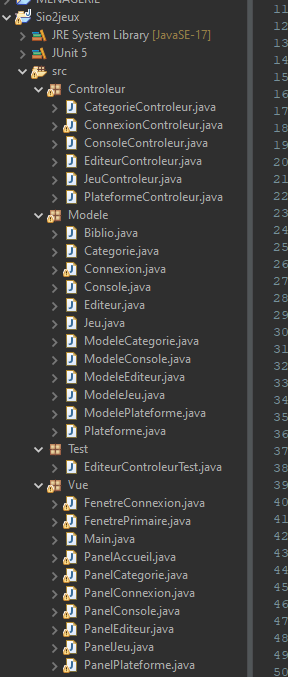 MENAGERIE
11
Sio2jeux
12
JRE System Library [JavaSE-17]
13
JUnit 5
14
src
15
Controleur
16
CategorieControleur.java
17
ConnexionControleur.java
18
ConsoleControleur.java
19
EditeurControleur.java
20
JeuControleur.java
21
PlateformeControleur.java
22
Modele
23
Biblio.java
24
Categorie.java
25
Connexion.java
26
Console.java
27
Editeur.java
28
Jeu.java
29
ModeleCategorie.java
30
ModeleConsole.java
31
ModeleEditeur.java
32
ModeleJeu.java
33
ModelePlateforme.java
34
Plateforme.java
35
Test
36
37
EditeurControleurTest.java
38
Vue
39
FenetreConnexion.java
40
FenetrePrimaire.java
41
Main.java
42
PanelAccueil.java
43
PanelCategorie.java
44
PanelConnexion.java
45
PanelConsole.java
46
PanelEditeur.java
47
PanelJeu.java
48
49
PanelPlateforme.java
50